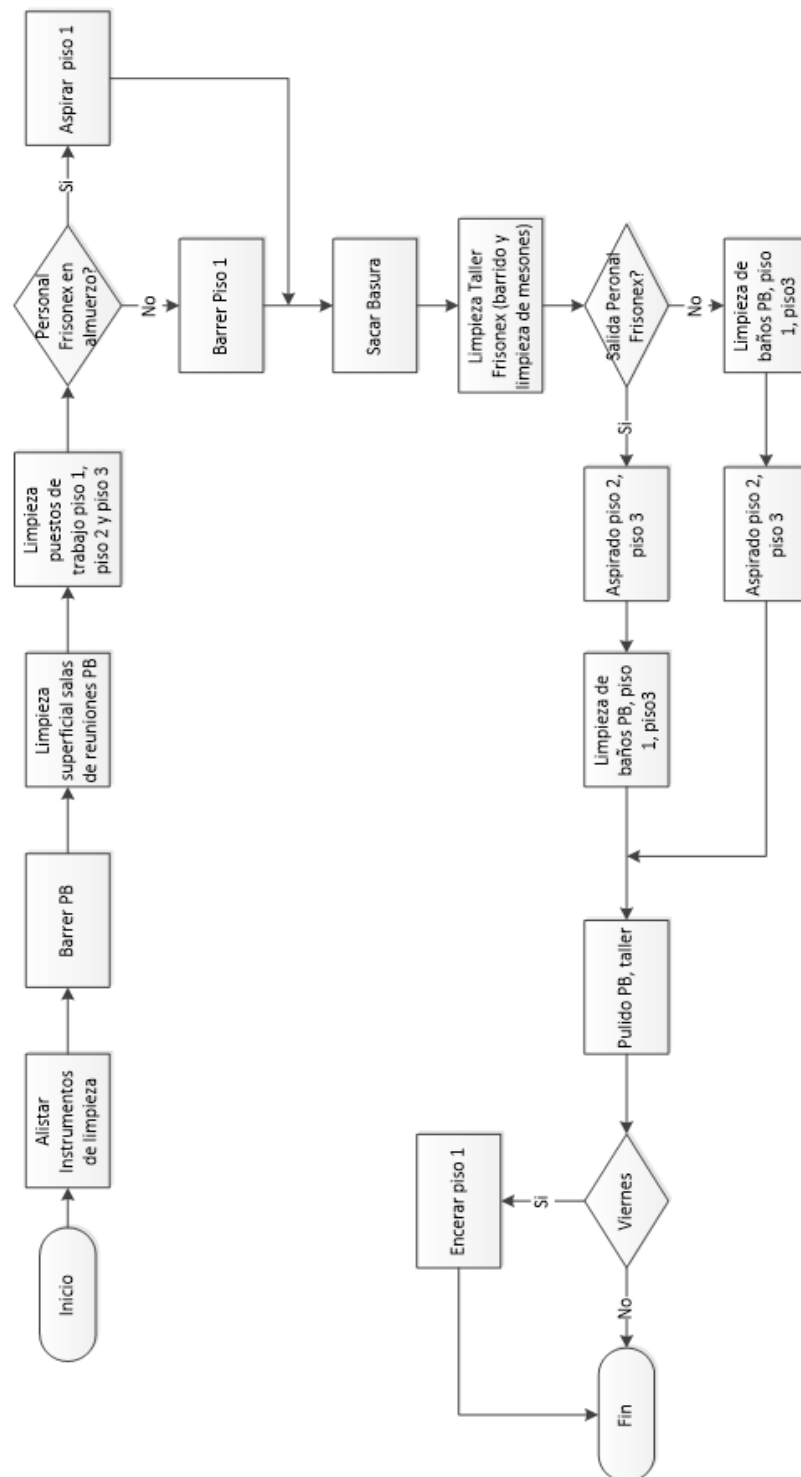 Inicio
Alistar
Instrumentos
de limpieza
Barrer PB
Limpieza
superficial salas
de reuniones PB
Limpieza
puestos de
trabajo piso 1,
piso 2 y piso 3
Personal
Frisonex en
almuerzo?
Si
Aspirar piso 1
No
Barrer Piso 1
Sacar Basura
Limpieza Taller
Frisonex (barrido y
limpieza de mesones)
Salida Peronal
Frisonex?
Si
Aspirado piso 2,
piso 3
Limpieza de
baños PB, piso
1, piso3
No
Limpieza de
baños PB, piso
1, piso3
Aspirado piso 2,
piso 3
Pulido PB, taller
Viernes
Si
Encerar piso 1
No
Fin